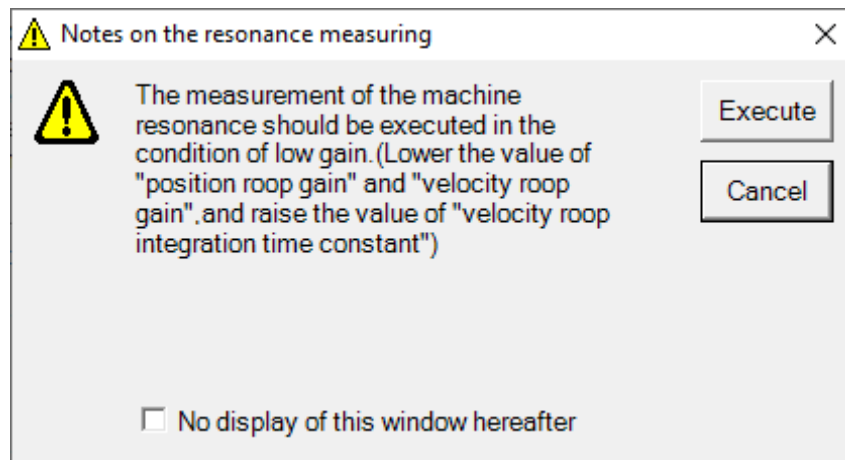 Notes on the resonance measuring
The measurement of the machine
resonance should be executed in the
condition of low gain.(Lower the value of
"position roop gain" and "velocity roop
gain",and raise the value of "velocity roop
integration time constant")
Execute
Cancel
No display of this window hereafter